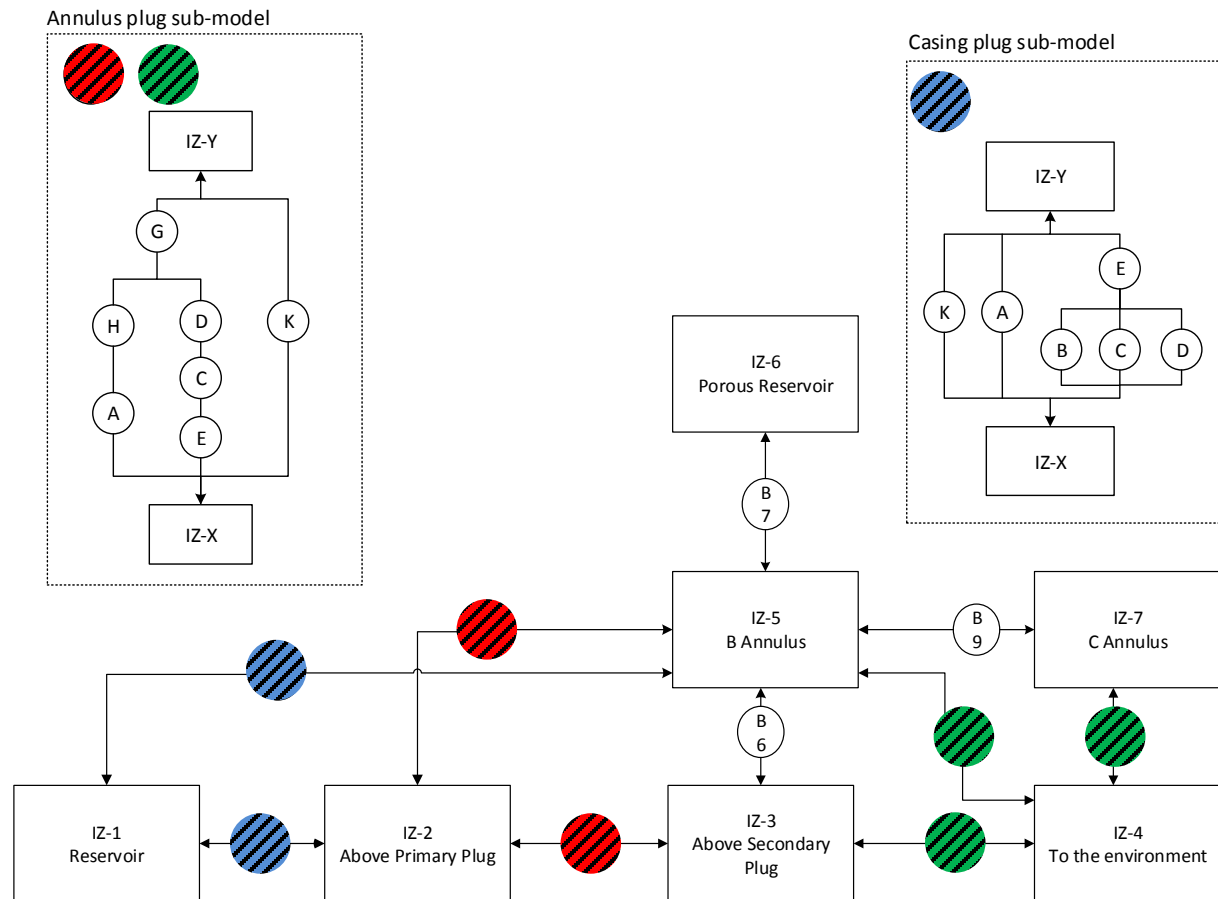 Annulus plug sub-model
IZ-Y
G
H
D
K
C
A
E
IZ-X
Casing plug sub-model
IZ-Y
E
K
A
B
C
D
IZ-X
IZ-6
Porous Reservoir
B
7
IZ-5
B Annulus
B
9
IZ-7
C Annulus
B
6
IZ-1
Reservoir
IZ-2
Above Primary Plug
IZ-3
Above Secondary
Plug
IZ-4
To the environment